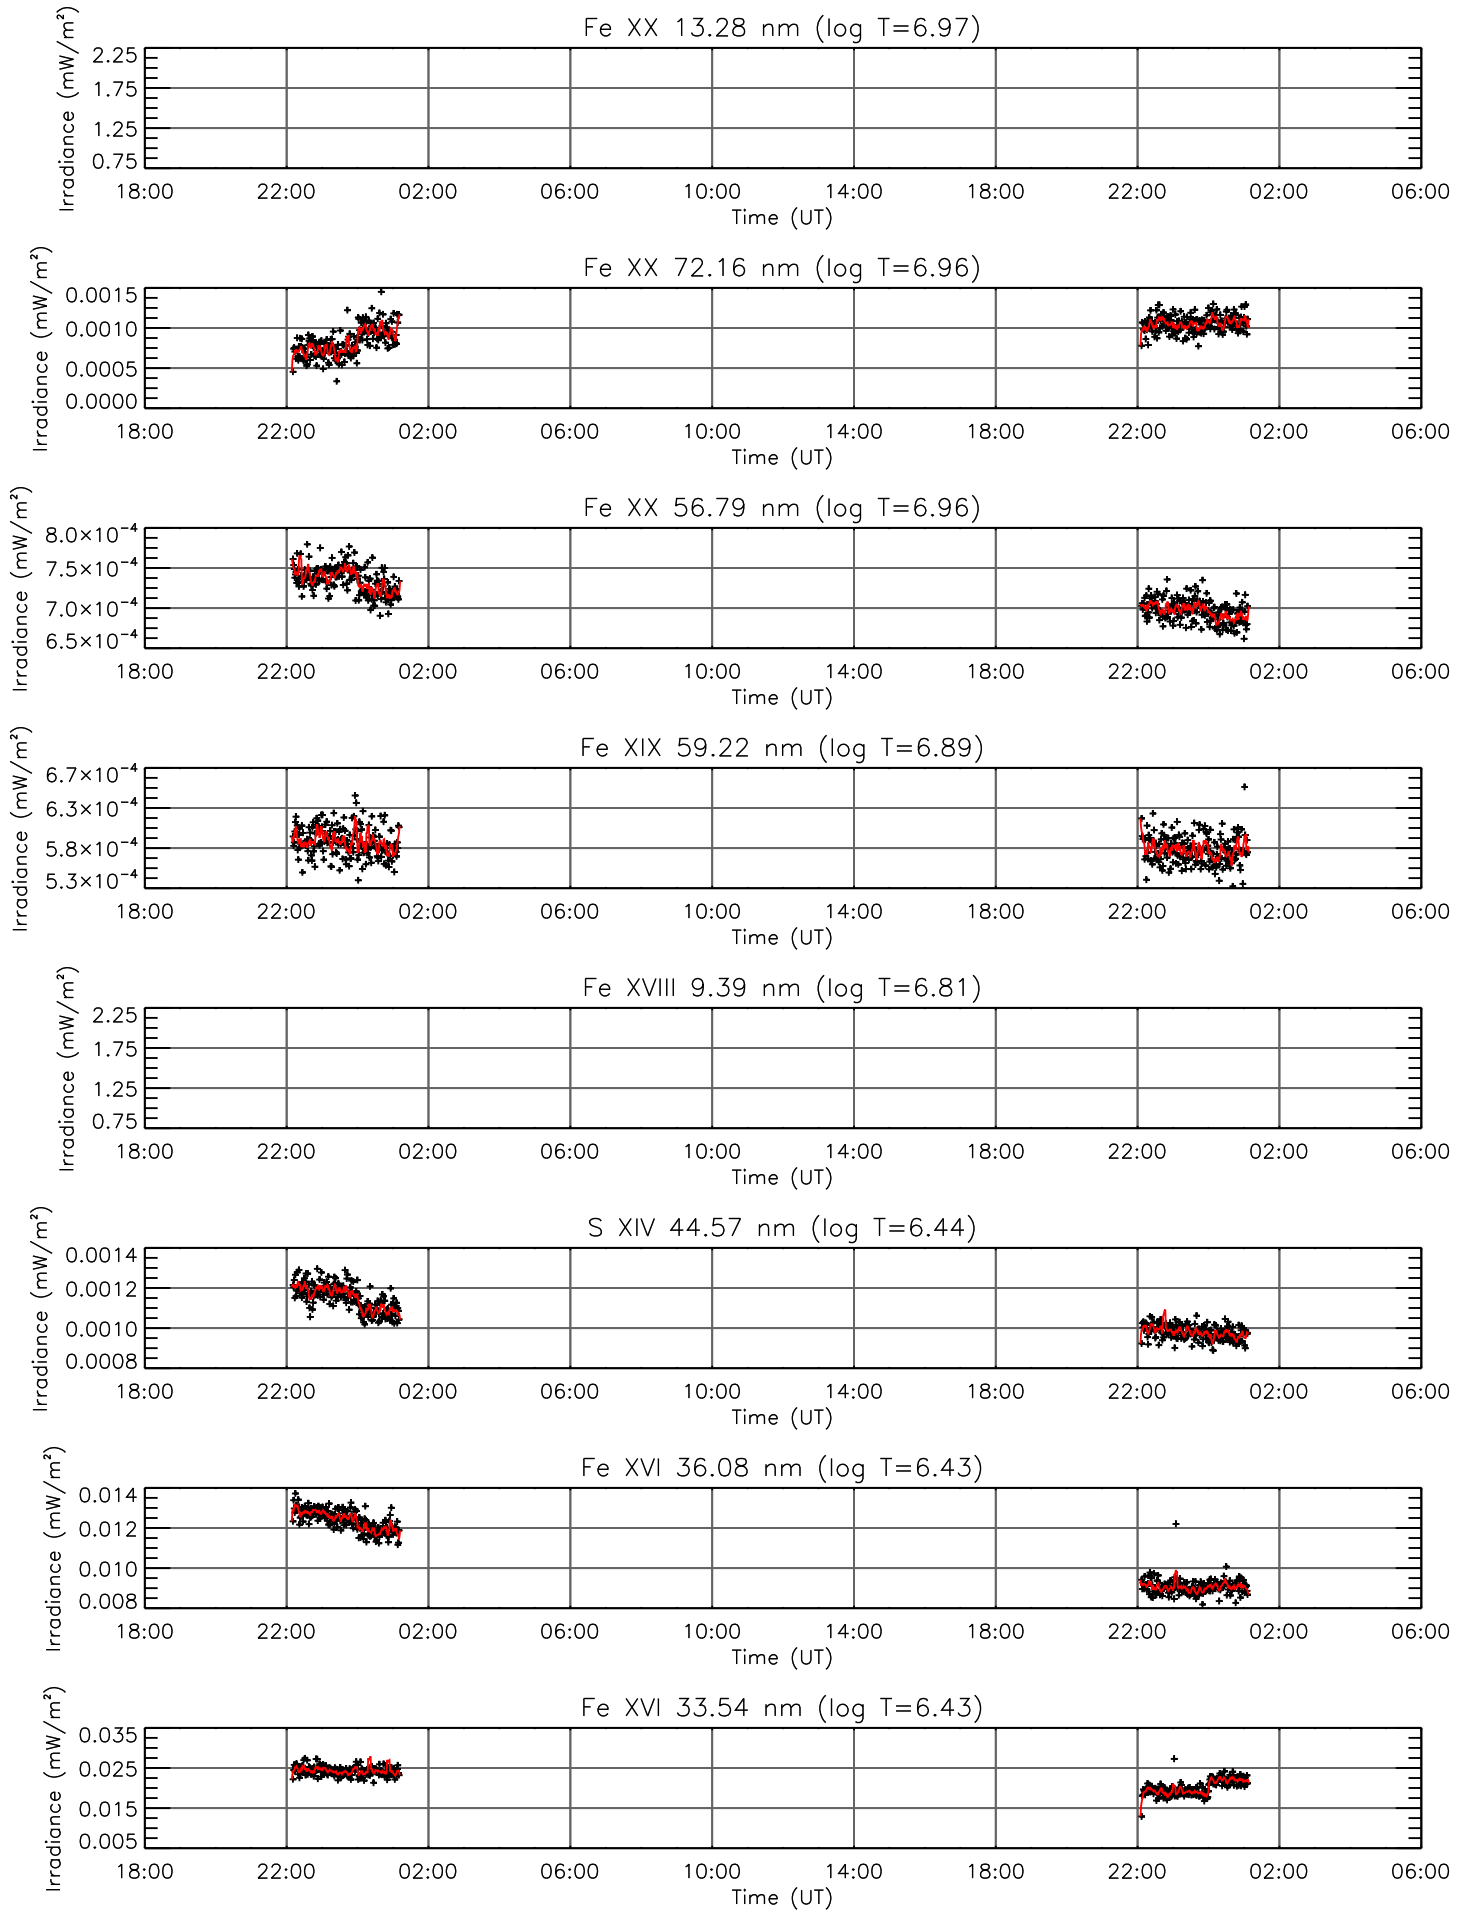 Fe XX 13.28 nm (log T=6.97)
Irradiance (mW/m²)
2.25
1.75
1.25
0.75
18:00 22:00 02:00 06:00 10:00 14:00 18:00 22:00 02:00 06:00
Time (UT)
Fe XX 72.16 nm (log T=6.96)
Irradiance (mW/m²)
0.0015
0.0010
0.0005
0.0000
18:00 22:00 02:00 06:00 10:00 14:00 18:00 22:00 02:00 06:00
Time (UT)
Fe XX 56.79 nm (log T=6.96)
Irradiance (mW/m²)
8.0×10⁻⁴
7.5×10⁻⁴
7.0×10⁻⁴
6.5×10⁻⁴
18:00 22:00 02:00 06:00 10:00 14:00 18:00 22:00 02:00 06:00
Time (UT)
Fe XIX 59.22 nm (log T=6.89)
Irradiance (mW/m²)
6.7×10⁻⁴
6.3×10⁻⁴
5.8×10⁻⁴
5.3×10⁻⁴
18:00 22:00 02:00 06:00 10:00 14:00 18:00 22:00 02:00 06:00
Time (UT)
Fe XVIII 9.39 nm (log T=6.81)
Irradiance (mW/m²)
2.25
1.75
1.25
0.75
18:00 22:00 02:00 06:00 10:00 14:00 18:00 22:00 02:00 06:00
Time (UT)
S XIV 44.57 nm (log T=6.44)
Irradiance (mW/m²)
0.0014
0.0012
0.0010
0.0008
18:00 22:00 02:00 06:00 10:00 14:00 18:00 22:00 02:00 06:00
Time (UT)
Fe XVI 36.08 nm (log T=6.43)
Irradiance (mW/m²)
0.014
0.012
0.010
0.008
18:00 22:00 02:00 06:00 10:00 14:00 18:00 22:00 02:00 06:00
Time (UT)
Fe XVI 33.54 nm (log T=6.43)
Irradiance (mW/m²)
0.035
0.025
0.015
0.005
18:00 22:00 02:00 06:00 10:00 14:00 18:00 22:00 02:00 06:00
Time (UT)